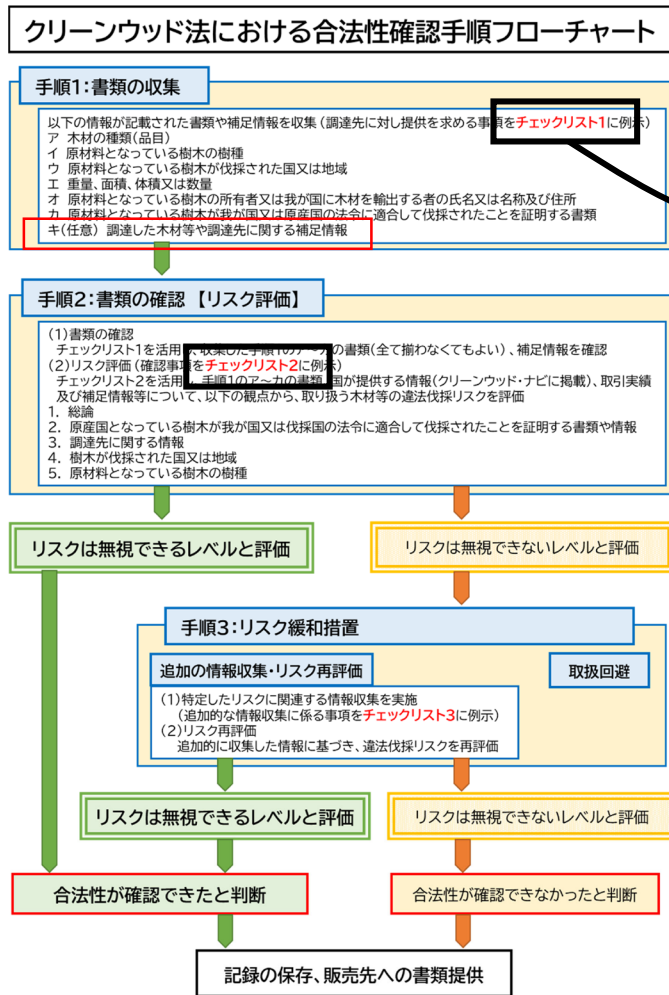 クリーンウッド法における合法性確認手順フローチャート
手順1:書類の収集
以下の情報が記載された書類や補足情報を収集(調達先に対し提供を求める事項をチェックリスト1に例示)
ア 木材の種類(品目)
イ 原材料となっている樹木の樹種
ウ 原材料となっている樹木が伐採された国又は地域
エ 重量、面積、体積又は数量
オ 原材料となっている樹木の所有者又は我が国に木材を輸出する者の氏名又は名称及び住所
カ 原材料となっている樹木が我が国又は原産国の法令に適合して伐採されたことを証明する書類
キ(任意) 調達した木材等や調達先に関する補足情報
手順2:書類の確認 【リスク評価】
(1)書類の確認
チェックリスト1を活用し、収集した手順1のア~カの書類(全て揃わなくてもよい)、補足情報を確認
(2)リスク評価(確認事項をチェックリスト2に例示)
チェックリスト2を活用し、手順1のア~カの書類、国が提供する情報(クリーンウッド・ナビに掲載)、取引実績
及び補足情報等について、以下の観点から、取り扱う木材等の違法伐採リスクを評価
1. 総論
2. 原産国となっている樹木が我が国又は伐採国の法令に適合して伐採されたことを証明する書類や情報
3. 調達先に関する情報
4. 樹木が伐採された国又は地域
5. 原材料となっている樹木の樹種
リスクは無視できるレベルと評価
リスクは無視できないレベルと評価
手順3:リスク緩和措置
追加の情報収集・リスク再評価
取扱回避
(1)特定したリスクに関連する情報収集を実施
(追加的な情報収集に係る事項をチェックリスト3に例示)
(2)リスク再評価
追加的に収集した情報に基づき、違法伐採リスクを再評価
リスクは無視できるレベルと評価
リスクは無視できないレベルと評価
合法性が確認できたと判断
合法性が確認できなかったと判断
記録の保存、販売先への書類提供